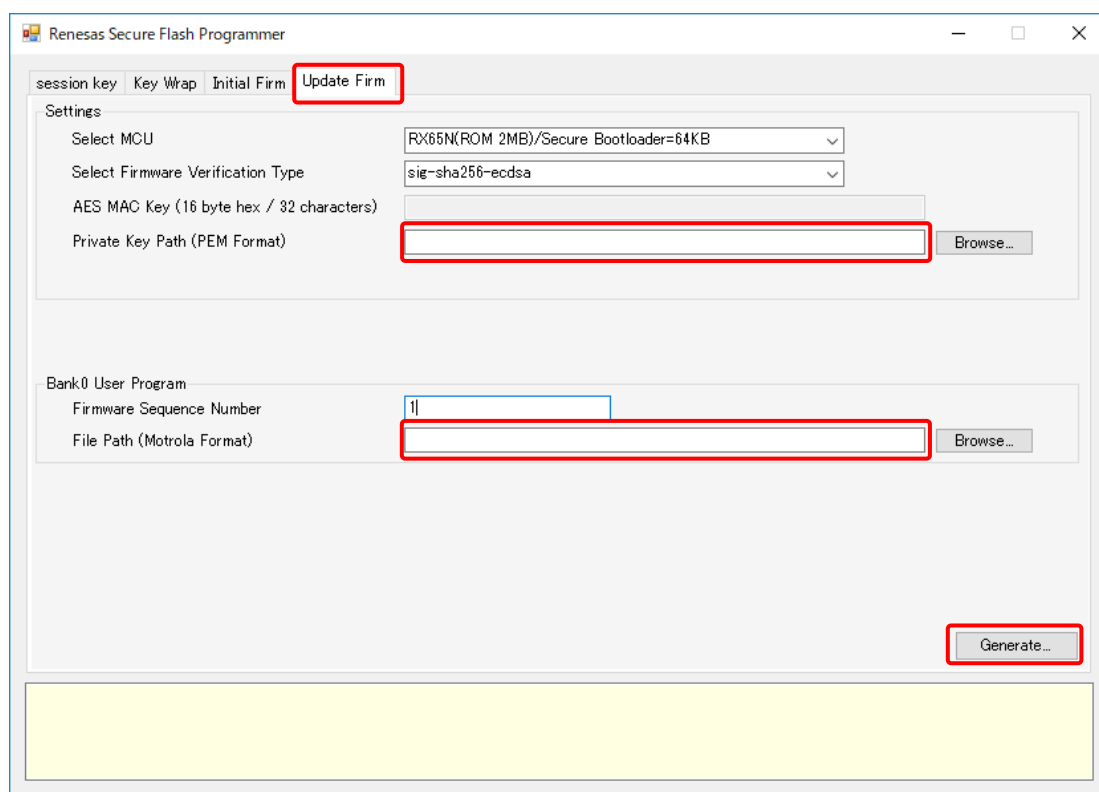 Renesas Secure Flash Programmer
session key Key Wrap Initial Firm Update Firm
Settings
Select MCU RX65N(ROM 2MB)/Secure Bootloader=64KB
Select Firmware Verification Type sig-sha256-ecdsa
AES MAC Key (16 byte hex / 32 characters)
Private Key Path (PEM Format) Browse...
Bank0 User Program
Firmware Sequence Number 1
File Path (Motrola Format) Browse...
Generate...